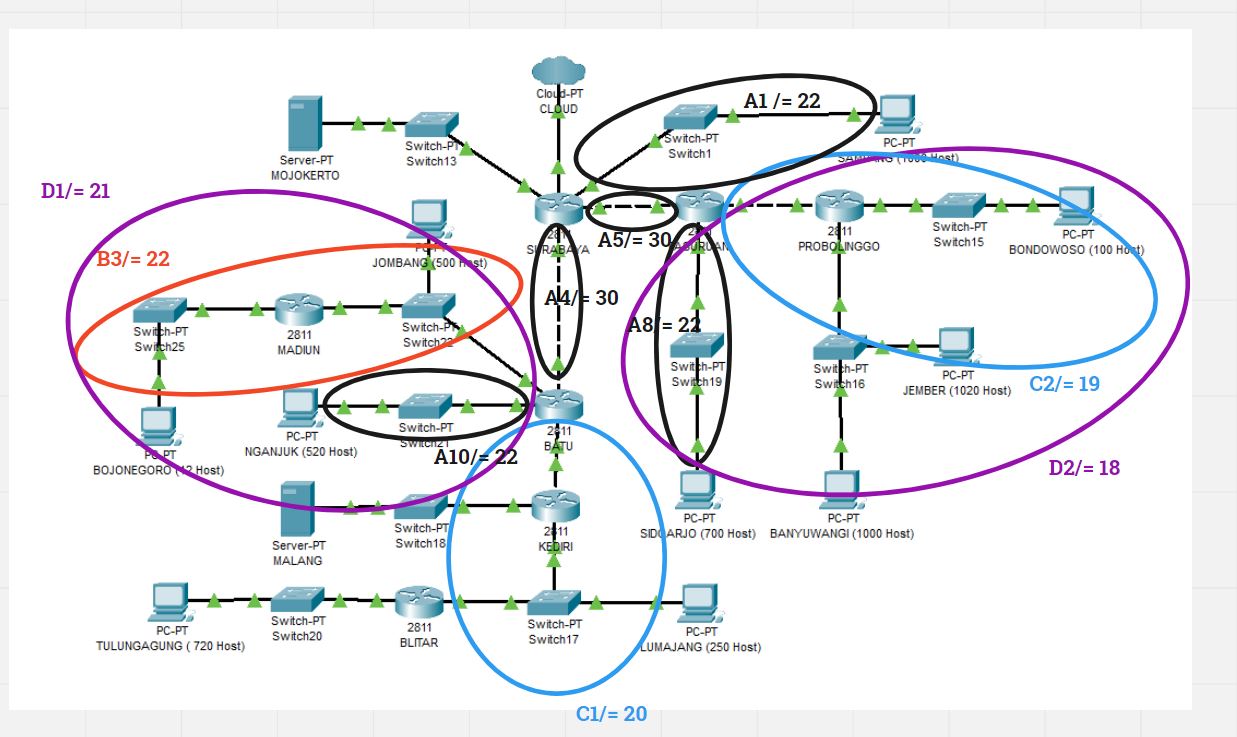 Cloud-PT
CLOUD
A1 /= 22
Server-PT
MOJOKERTO
Switch-PT
Switch13
Switch-PT
Switch1
PC-PT
(1000 Host)
D1/= 21
2811
SURABAYA
A5/= 30
PASURUAN
2811
PROBOLINGGO
Switch-PT
Switch15
PC-PT
BONDOWOSO (100 Host)
B3/= 22
JOMBANG (500 Host)
A4/= 30
A8/= 22
Switch-PT
Switch25
2811
MADIUN
Switch-PT
Switch22
Switch-PT
Switch19
Switch-PT
Switch16
PC-PT
JEMBER (1020 Host)
C2/= 19
PC-PT
BOJONEGORO (12 Host)
PC-PT
NGANJUK (520 Host)
Switch-PT
Switch21
2811
BATU
A10/= 22
D2/= 18
Server-PT
MALANG
Switch-PT
Switch18
2811
KEDIRI
PC-PT
SIDOARJO (700 Host)
PC-PT
BANYUWANGI (1000 Host)
PC-PT
TULUNGAGUNG ( 720 Host)
Switch-PT
Switch20
2811
BLITAR
Switch-PT
Switch17
PC-PT
LUMAJANG (250 Host)
C1/= 20